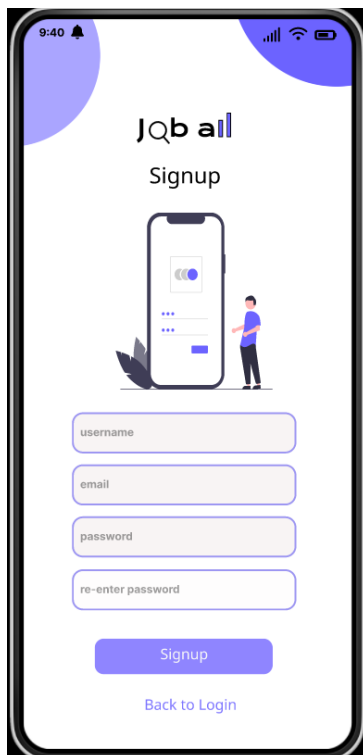 9:40
Job all
Signup
username
email
password
re-enter password
Signup
Back to Login